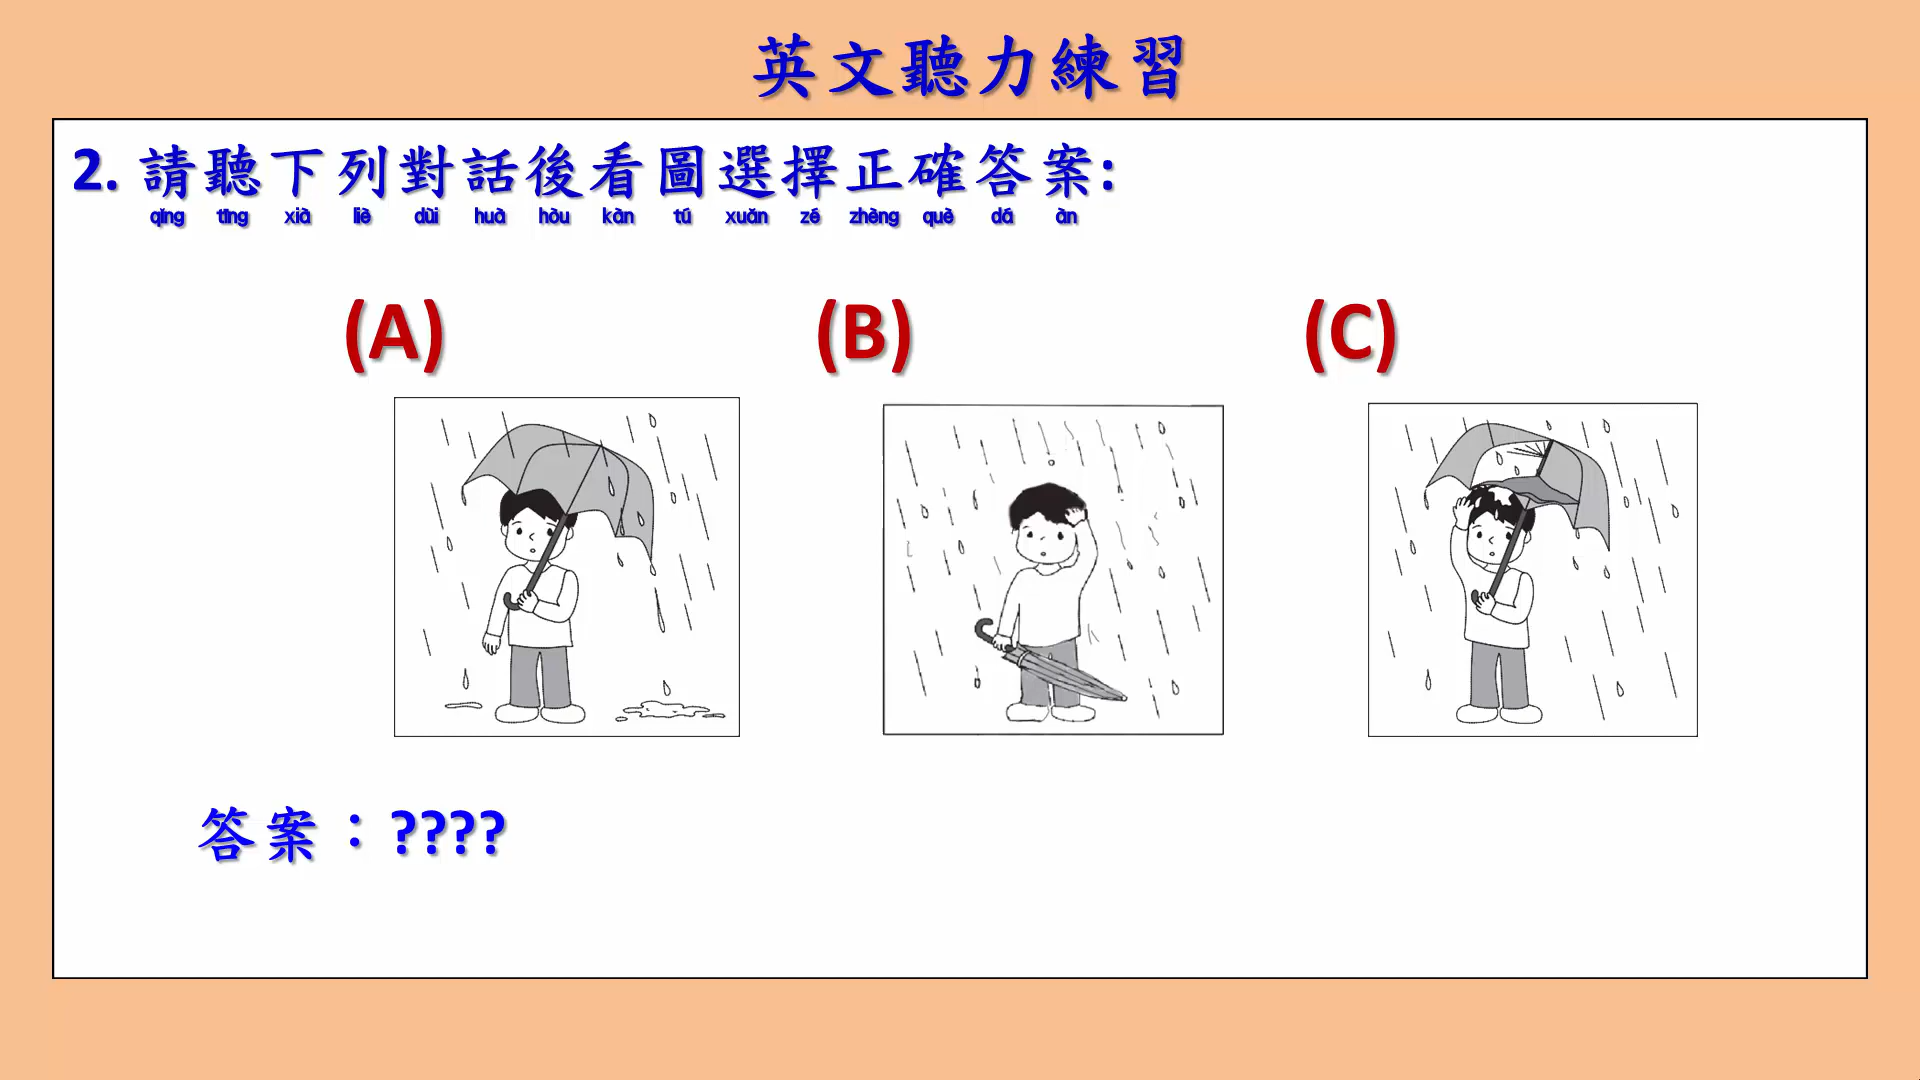 英文聽力練習
2. 請聽下列對話後看圖選擇正確答案:
qǐng tīng xià liè dùi huà hòu kàn tú xuǎn zé zhèng què dá àn
(A) (B) (C)
答案：????